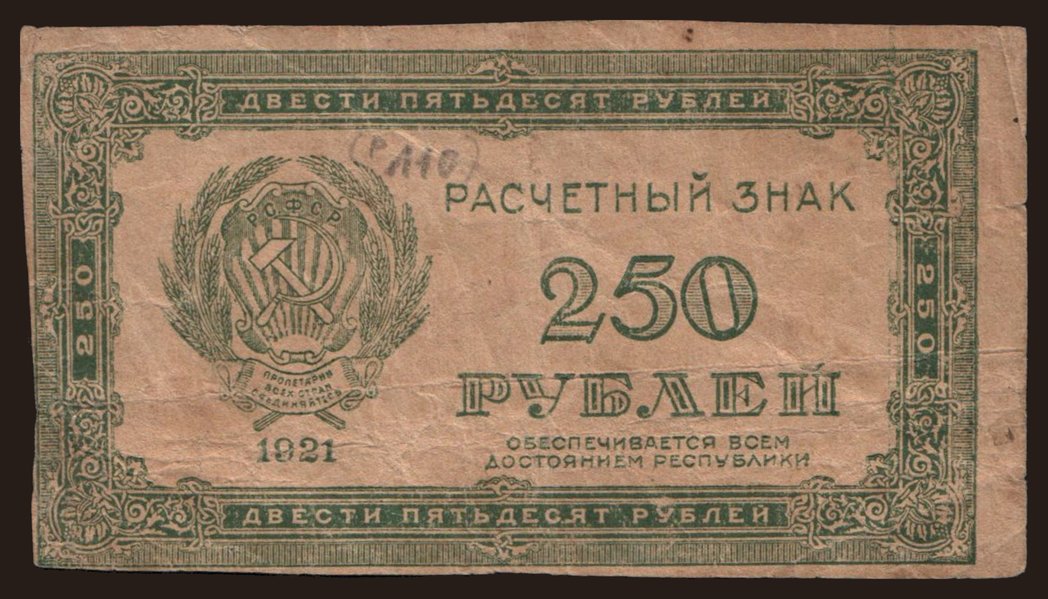 ДВЕСТИ ПЯТЬДЕСЯТ РУБЛЕЙ
(P 110)
РАСЧЕТНЫЙ ЗНАК
РСФСР
250
250
250
РУБЛЕЙ
ПРОЛЕТАРИИ
ВСЕХ СТРАН
СОЕДИНЯЙТЕСЬ
1921
ОБЕСПЕЧИВАЕТСЯ ВСЕМ
ДОСТОЯНИЕМ РЕСПУБЛИКИ
ДВЕСТИ ПЯТЬДЕСЯТ РУБЛЕЙ